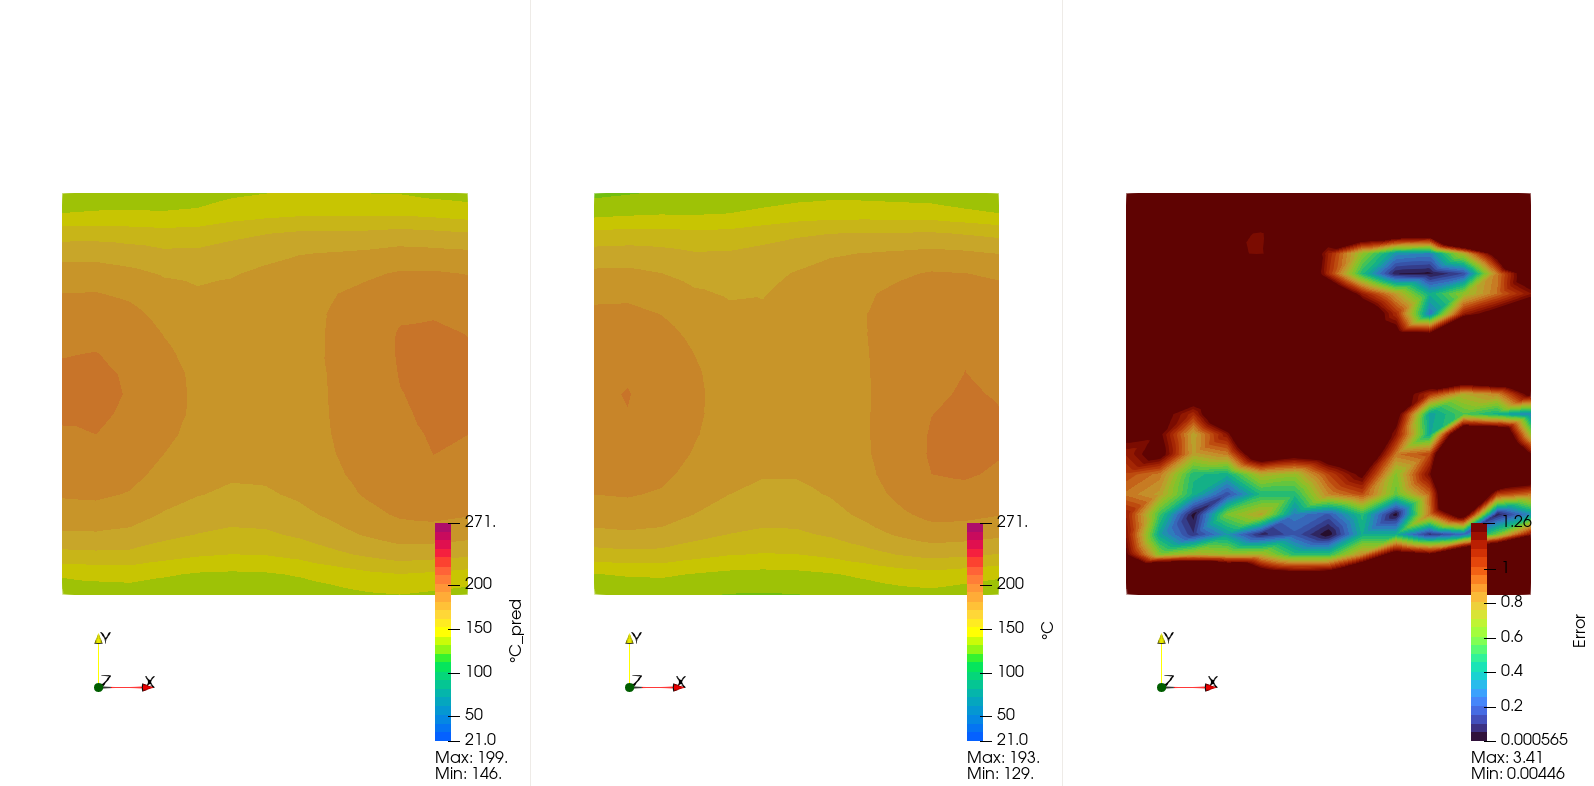 271.
200
150
100
50
21.0
°C_pred
Max: 199.
Min: 146.
Y
Z
X
271.
200
150
100
50
21.0
°C
Max: 193.
Min: 129.
Y
Z
X
1.26
1
0.8
0.6
0.4
0.2
0.000565
Error
Max: 3.41
Min: 0.00446
Y
Z
X